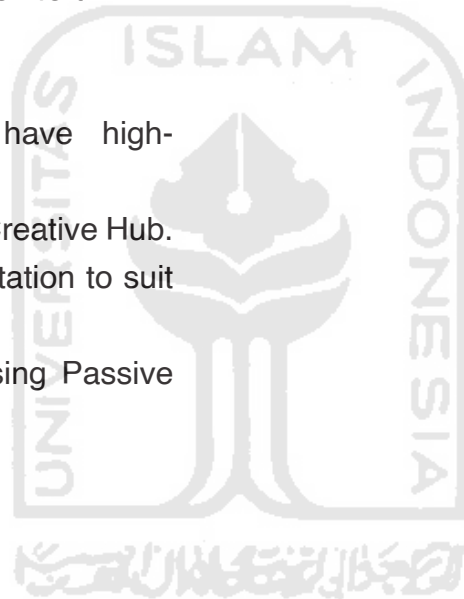 ISLAM
UNIVERSITAS
INDONESIA
have high-
reative Hub.
tation to suit
sing Passive